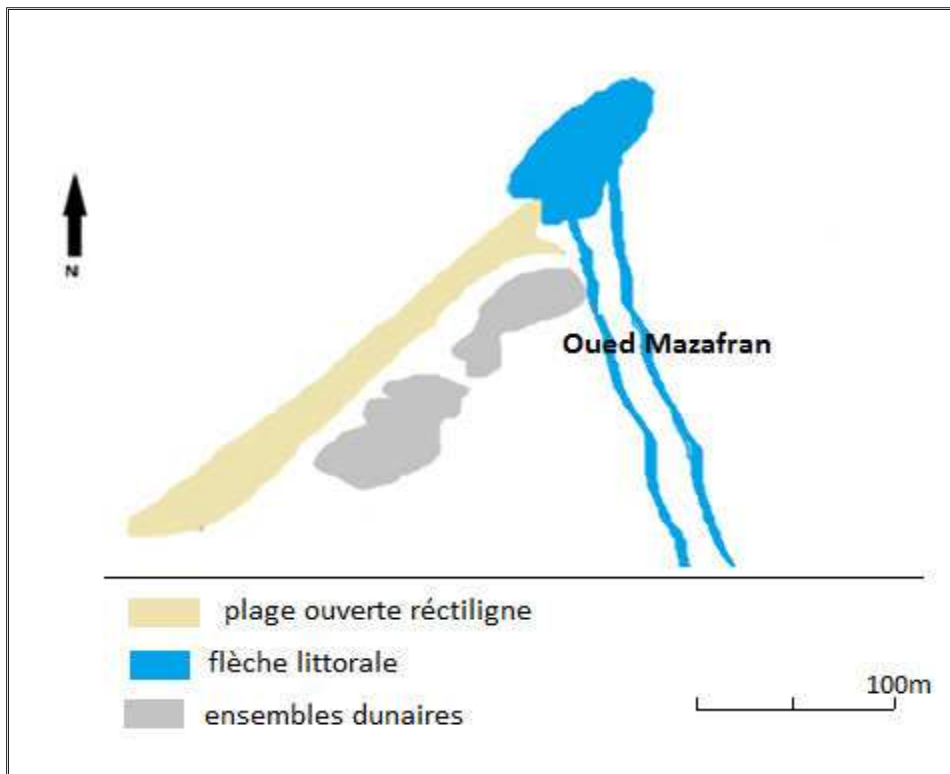 N
Oued Mazafran
plage ouverte réctiligne
flèche littorale
ensembles dunaires
100m